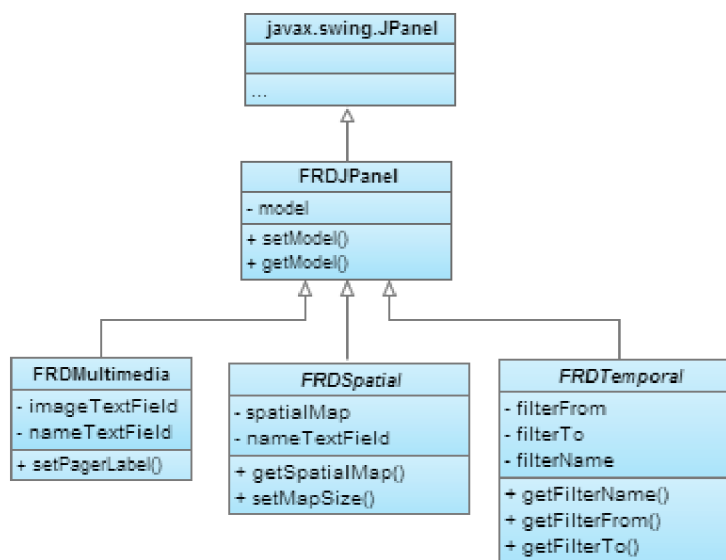 javax.swing.JPanel
...
FRDJPanel
- model
+ setModel()
+ getModel()
FRDMultimedia
- imageTextField
- nameTextField
+ setPagerLabel()
FRDSpatial
- spatialMap
- nameTextField
+ getSpatialMap()
+ setMapSize()
FRDTemporal
- filterFrom
- filterTo
- filterName
+ getFilterName()
+ getFilterFrom()
+ getFilterTo()